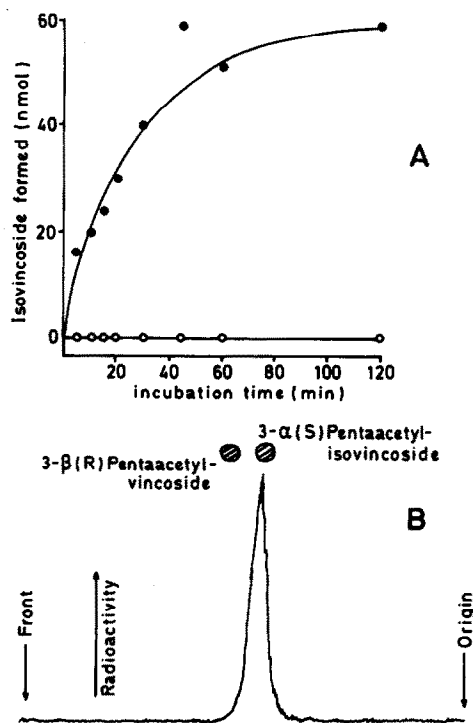 60
40
20
0
Isovincoside formed (nmol)
A
20 40 60 80 100 120
incubation time (min)
3-α(S)Pentaacetyl-
isovincoside
3-β(R)Pentaacetyl-
vincoside
B
Front
Radioactivity
Origin